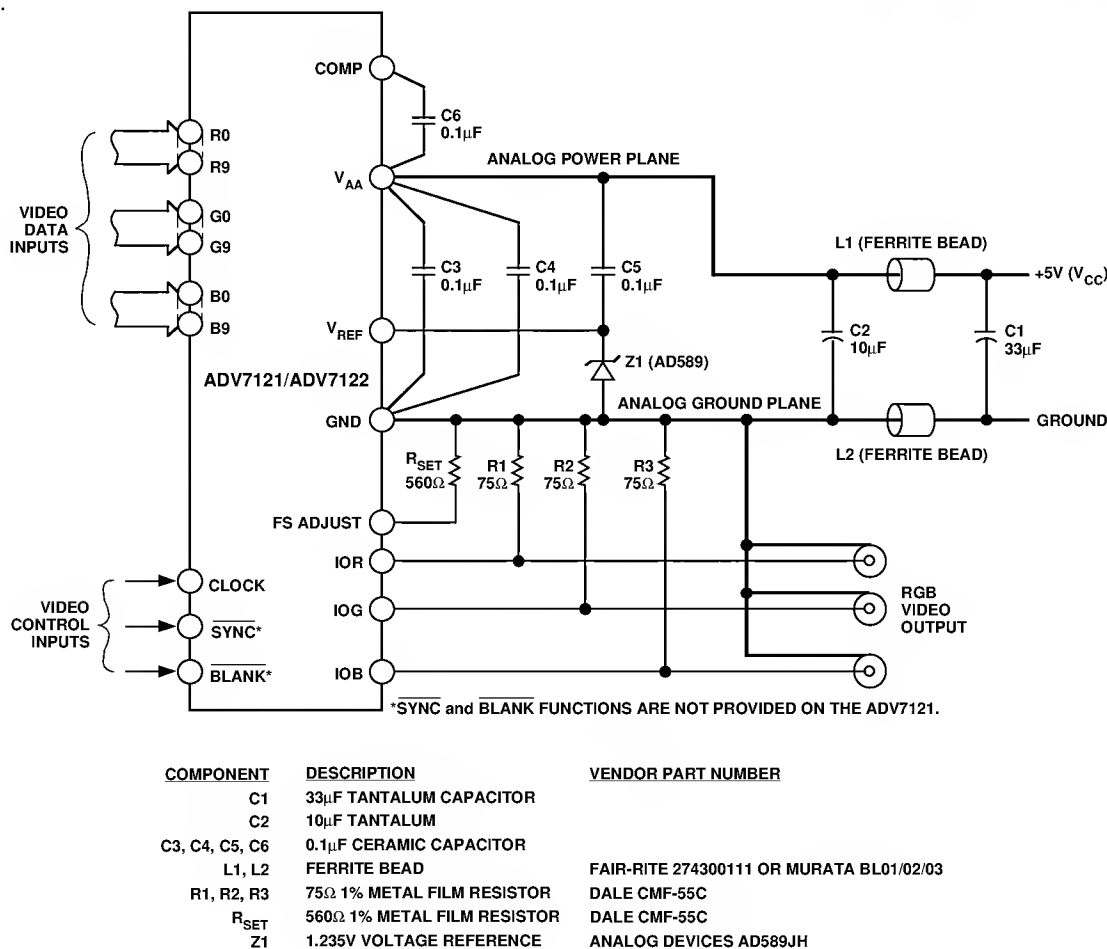 .
COMP
C6
0.1μF
R0
R9
ANALOG POWER PLANE
V_AA
VIDEO
DATA
INPUTS
G0
G9
L1 (FERRITE BEAD)
C3
0.1μF
C4
0.1μF
C5
0.1μF
+5V (V_CC)
B0
B9
V_REF
C2
10μF
C1
33μF
Z1 (AD589)
ADV7121/ADV7122
ANALOG GROUND PLANE
GND
GROUND
R_SET
560Ω
R1
75Ω
R2
75Ω
R3
75Ω
L2 (FERRITE BEAD)
FS ADJUST
IOR
CLOCK
VIDEO
CONTROL
INPUTS
RGB
VIDEO
OUTPUT
IOG
SYNC*
BLANK*
IOB
*SYNC and BLANK FUNCTIONS ARE NOT PROVIDED ON THE ADV7121.
COMPONENT DESCRIPTION VENDOR PART NUMBER
C1 33μF TANTALUM CAPACITOR
C2 10μF TANTALUM
C3, C4, C5, C6 0.1μF CERAMIC CAPACITOR
L1, L2 FERRITE BEAD FAIR-RITE 274300111 OR MURATA BL01/02/03
R1, R2, R3 75Ω 1% METAL FILM RESISTOR DALE CMF-55C
R_SET 560Ω 1% METAL FILM RESISTOR DALE CMF-55C
Z1 1.235V VOLTAGE REFERENCE ANALOG DEVICES AD589JH